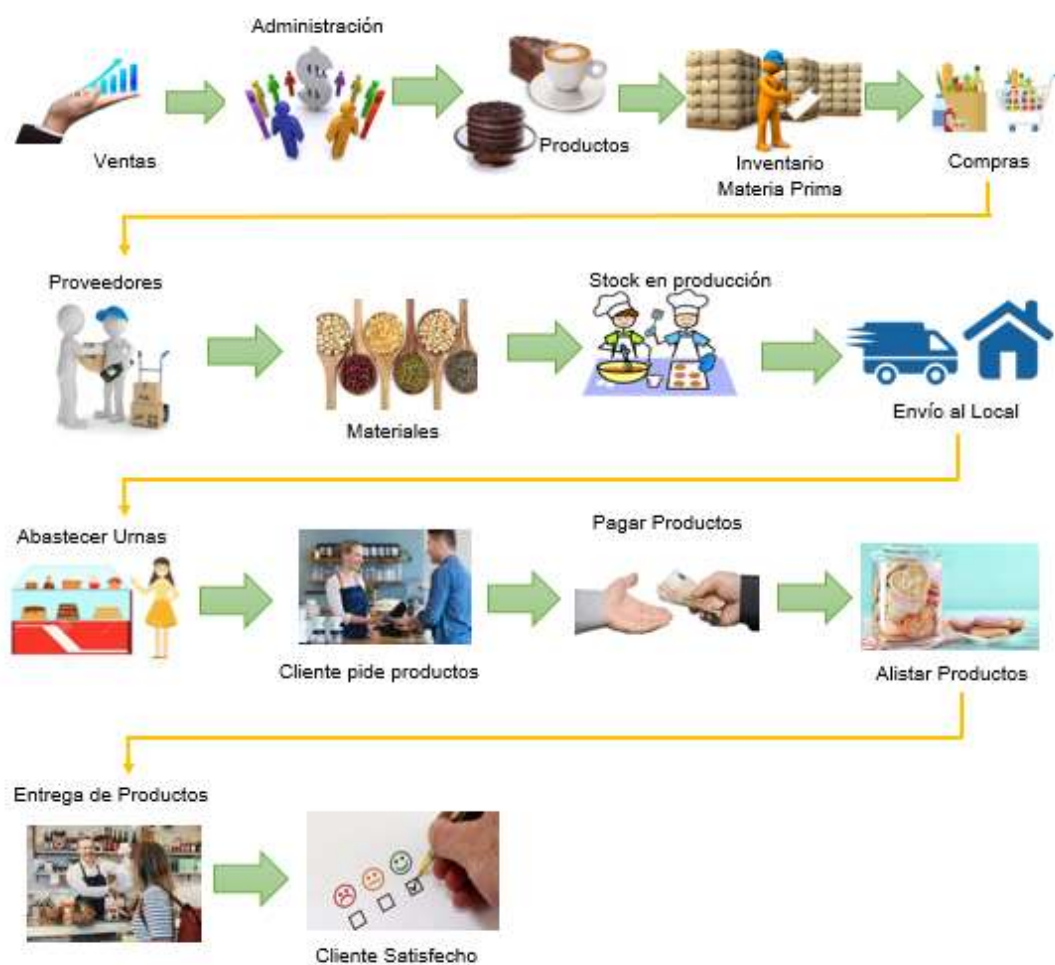 Administración
Ventas
Productos
Inventario
Materia Prima
Compras
Proveedores
Materiales
Stock en producción
Envío al Local
Abastecer Urnas
Cliente pide productos
Pagar Productos
Alistar Productos
Entrega de Productos
Cliente Satisfecho